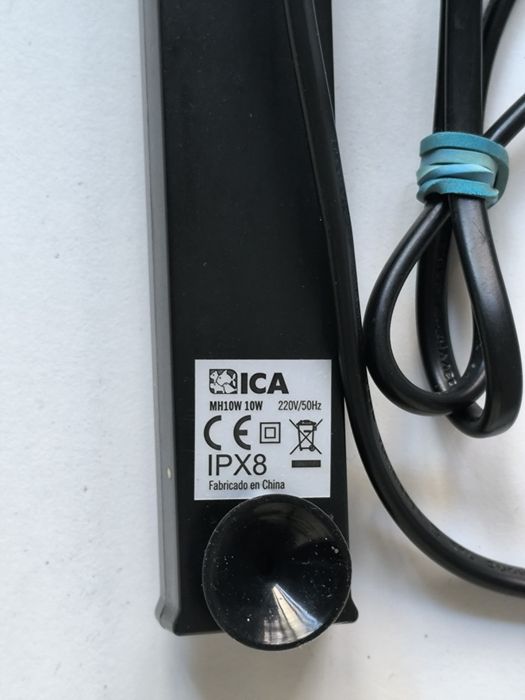 ICA
MH10W 10W 220V/50Hz
CE
IPX8
Fabricado en China